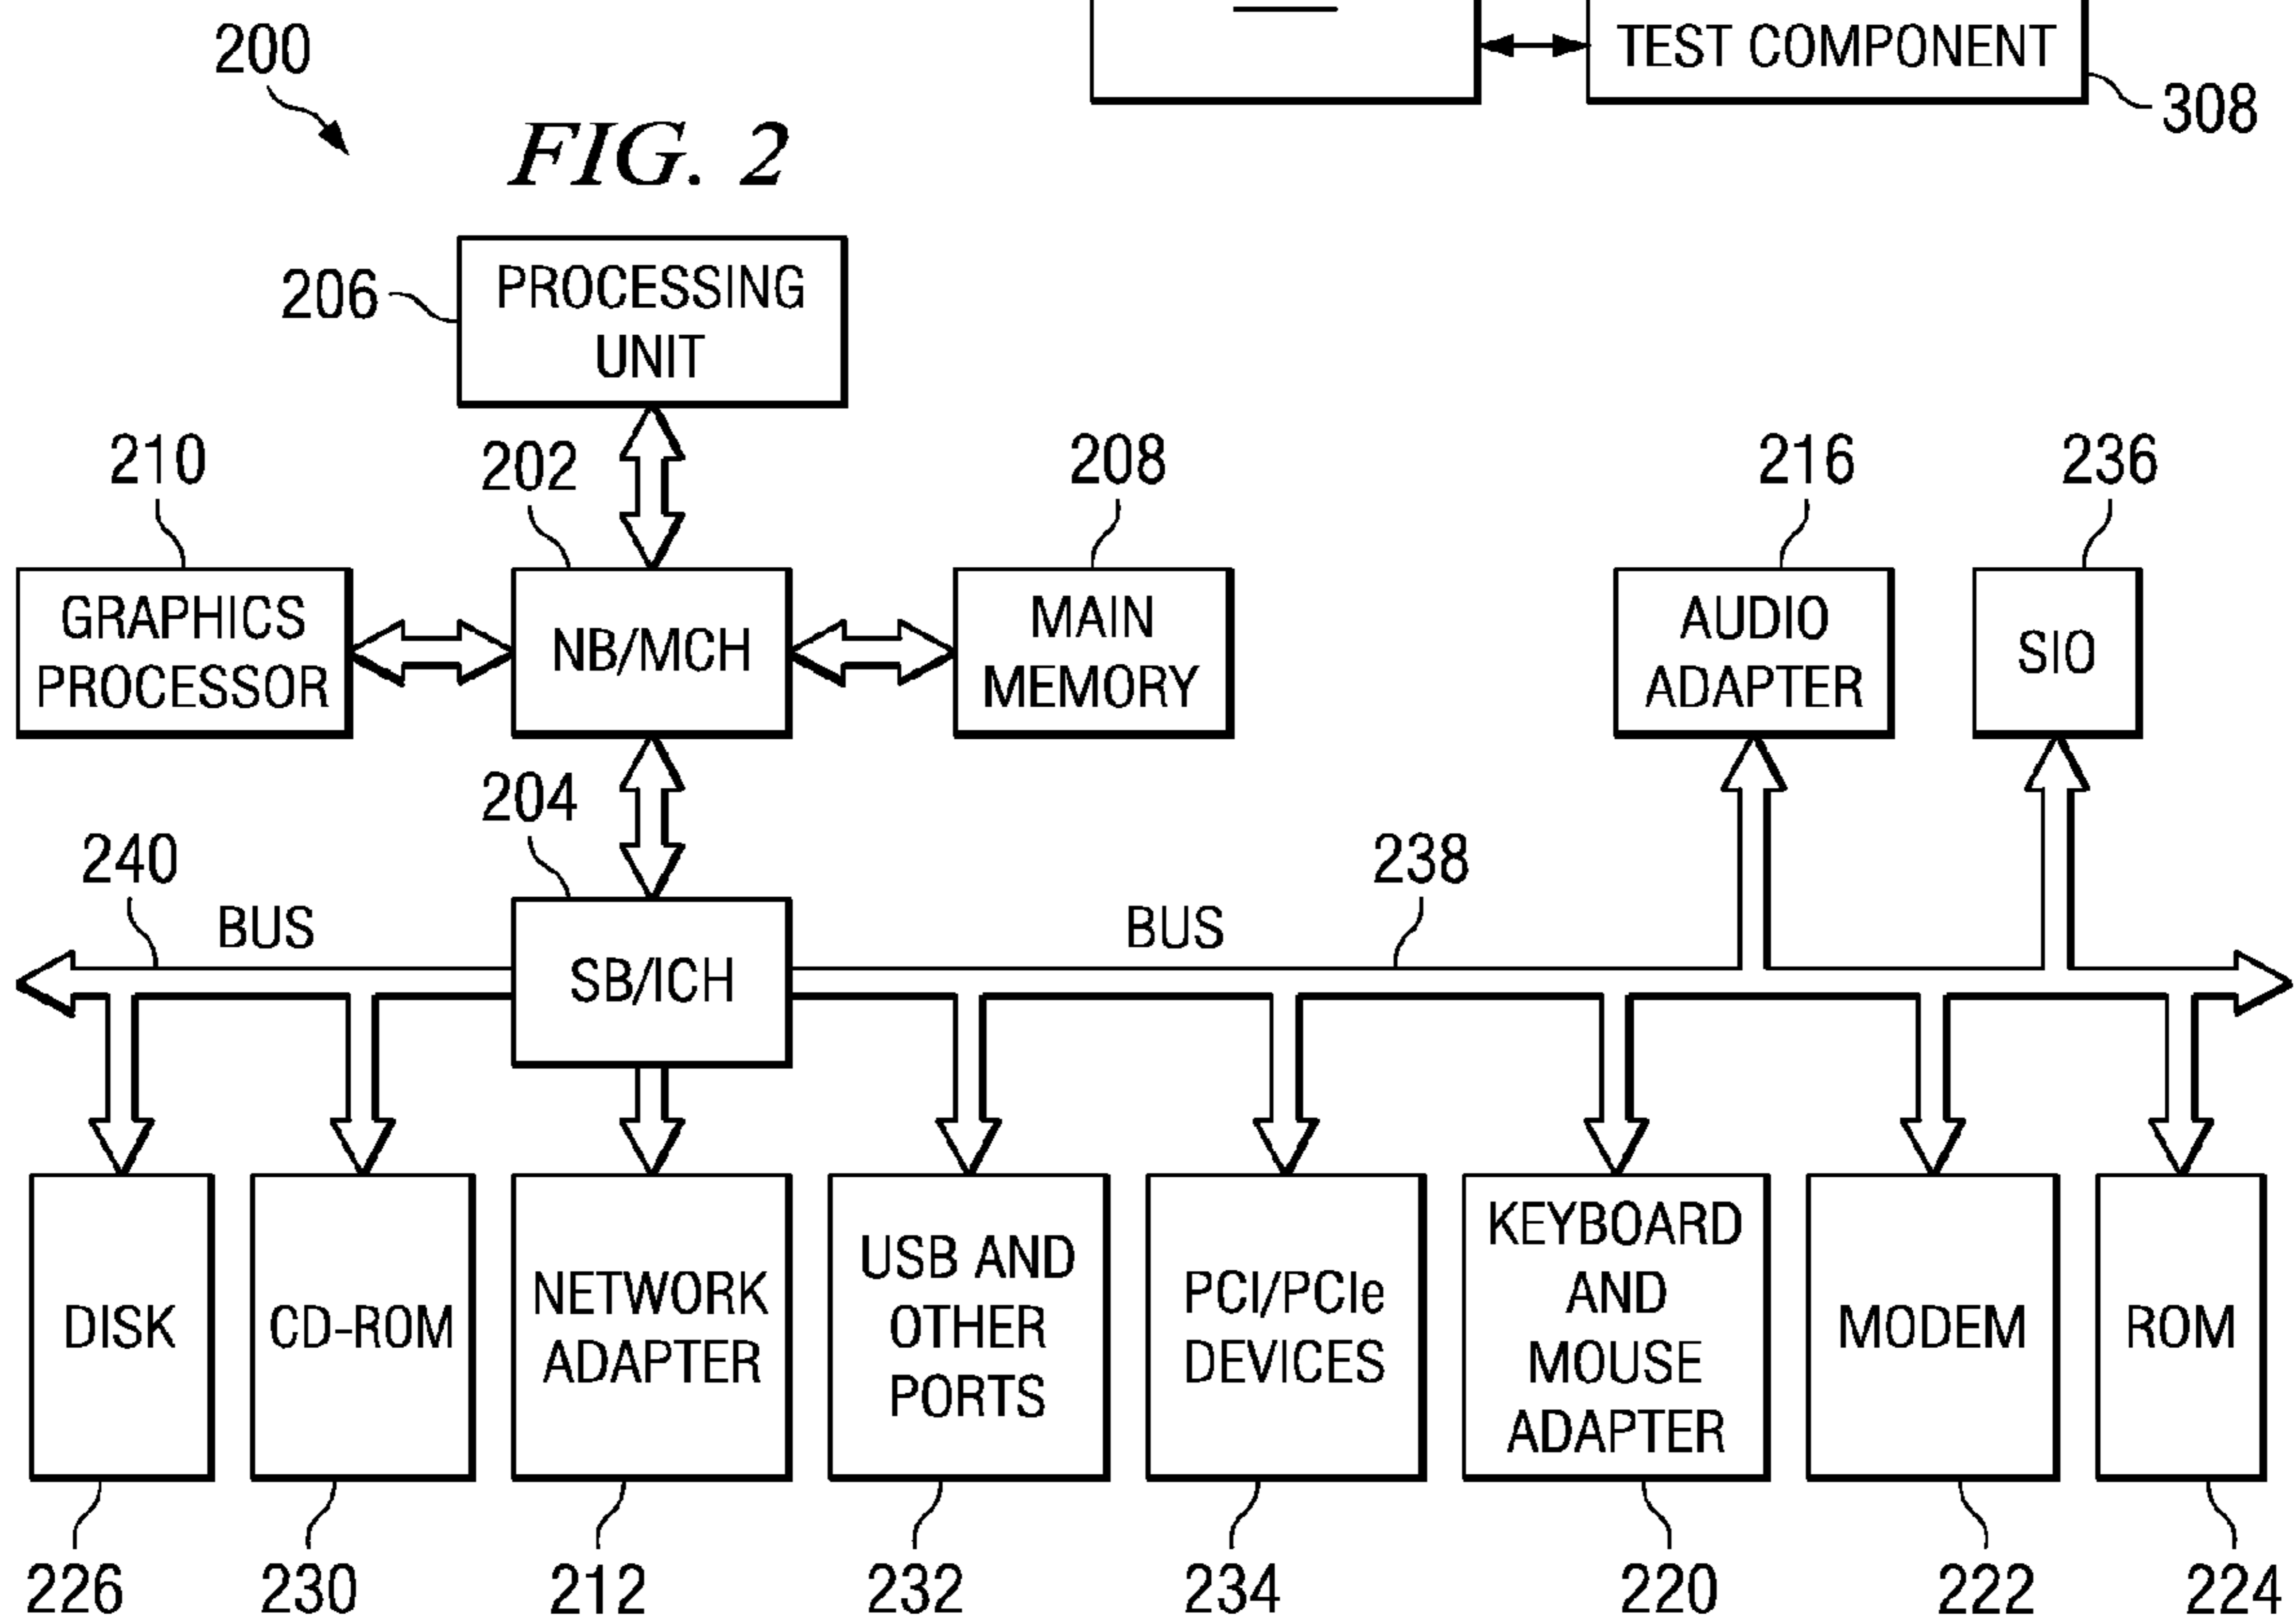 200
TEST COMPONENT
308
FIG. 2
206
PROCESSING
UNIT
210
202
208
216
236
GRAPHICS
PROCESSOR
NB/MCH
MAIN
MEMORY
AUDIO
ADAPTER
SIO
204
240
BUS
238
BUS
SB/ICH
DISK
CD-ROM
NETWORK
ADAPTER
USB AND
OTHER
PORTS
PCI/PCIe
DEVICES
KEYBOARD
AND
MOUSE
ADAPTER
MODEM
ROM
226
230
212
232
234
220
222
224